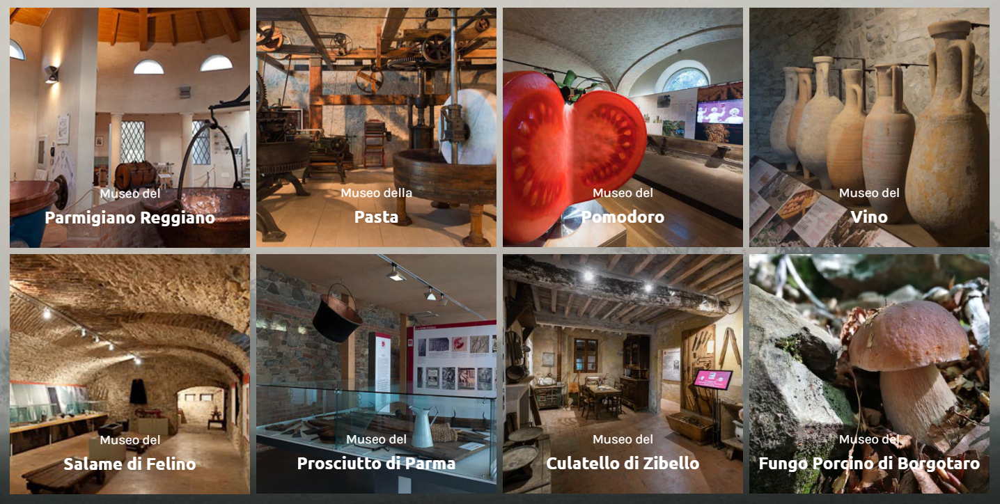 Museo del
Parmigiano Reggiano
Museo della
Pasta
Museo del
Pomodoro
Museo del
Vino
Museo del
Salame di Felino
Museo del
Prosciutto di Parma
Museo del
Culatello di Zibello
Museo del
Fungo Porcino di Borgotaro